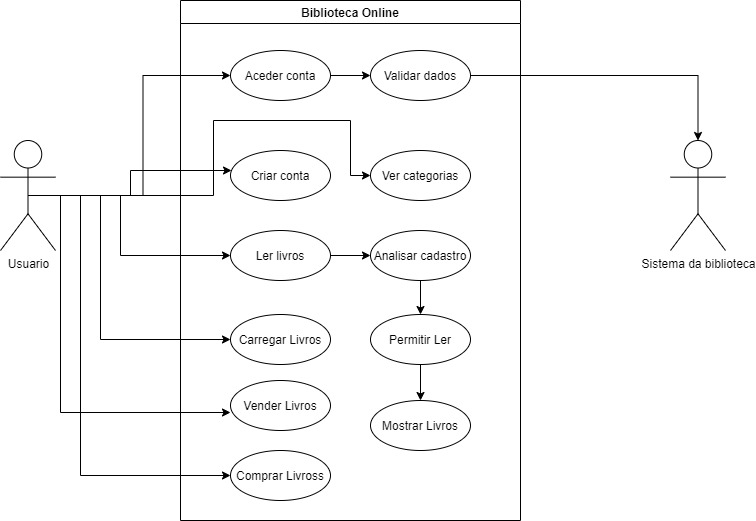 Biblioteca Online
Aceder conta
Validar dados
Criar conta
Ver categorias
Usuario
Ler livros
Analisar cadastro
Sistema da biblioteca
Carregar Livros
Permitir Ler
Vender Livros
Mostrar Livros
Comprar Livross